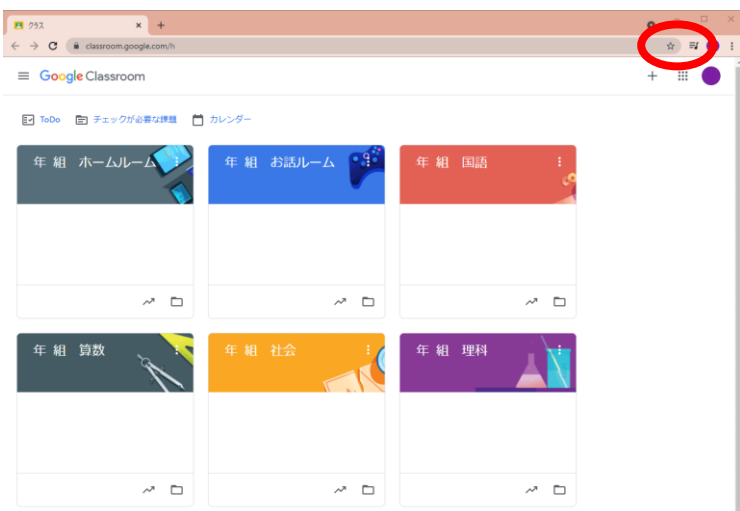 クラス
classroom.google.com/h
Google Classroom
ToDo チェックが必要な課題 カレンダー
年 組 ホームルーム
年 組 お話ルーム
年 組 国語
年 組 算数
年 組 社会
年 組 理科